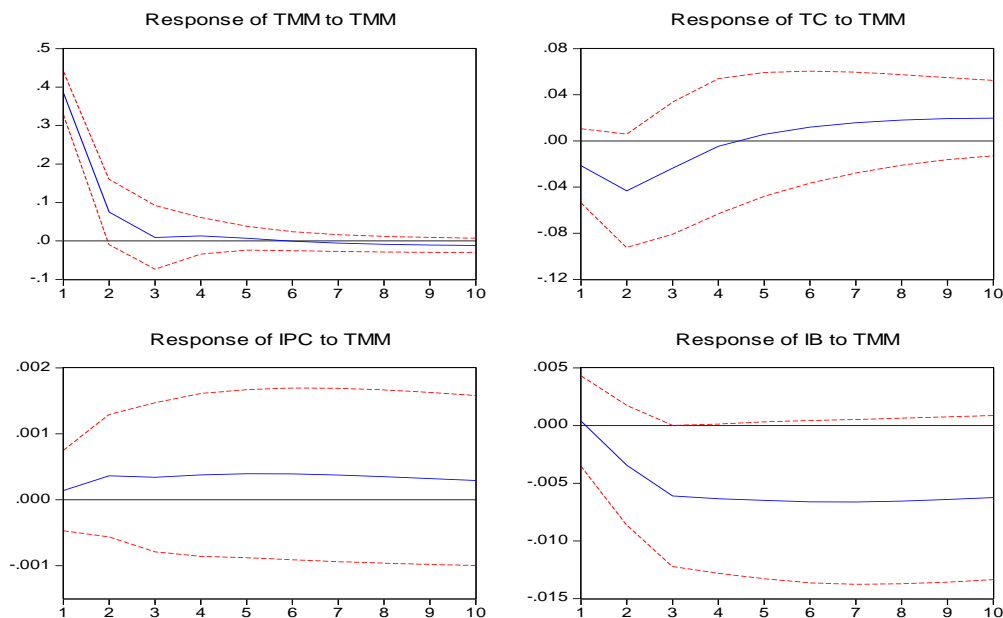 Response of TMM to TMM
.5
.4
.3
.2
.1
.0
-.1
1 2 3 4 5 6 7 8 9 10
Response of TC to TMM
.08
.04
.00
-.04
-.08
-.12
1 2 3 4 5 6 7 8 9 10
Response of IPC to TMM
.002
.001
.000
-.001
1 2 3 4 5 6 7 8 9 10
Response of IB to TMM
.005
.000
-.005
-.010
-.015
1 2 3 4 5 6 7 8 9 10